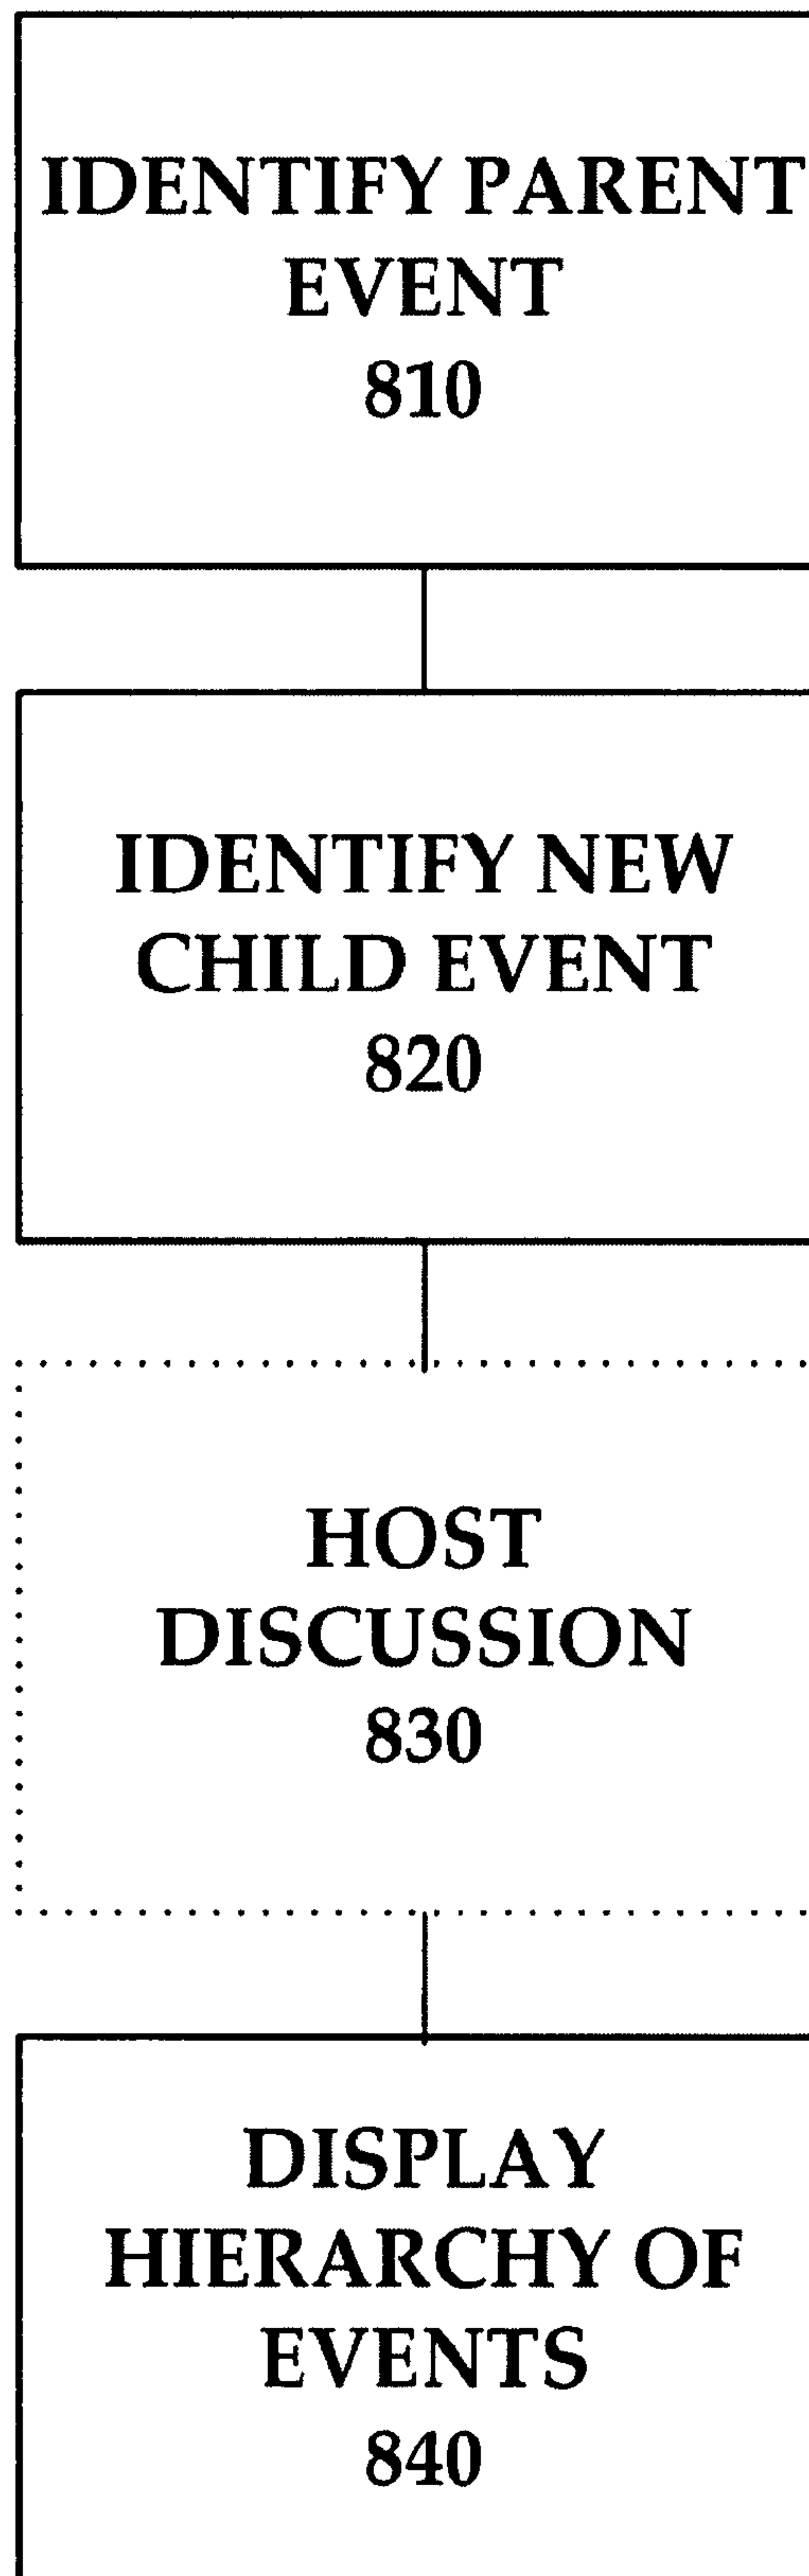 IDENTIFY PARENT
EVENT
810
IDENTIFY NEW
CHILD EVENT
820
HOST
DISCUSSION
830
DISPLAY
HIERARCHY OF
EVENTS
840